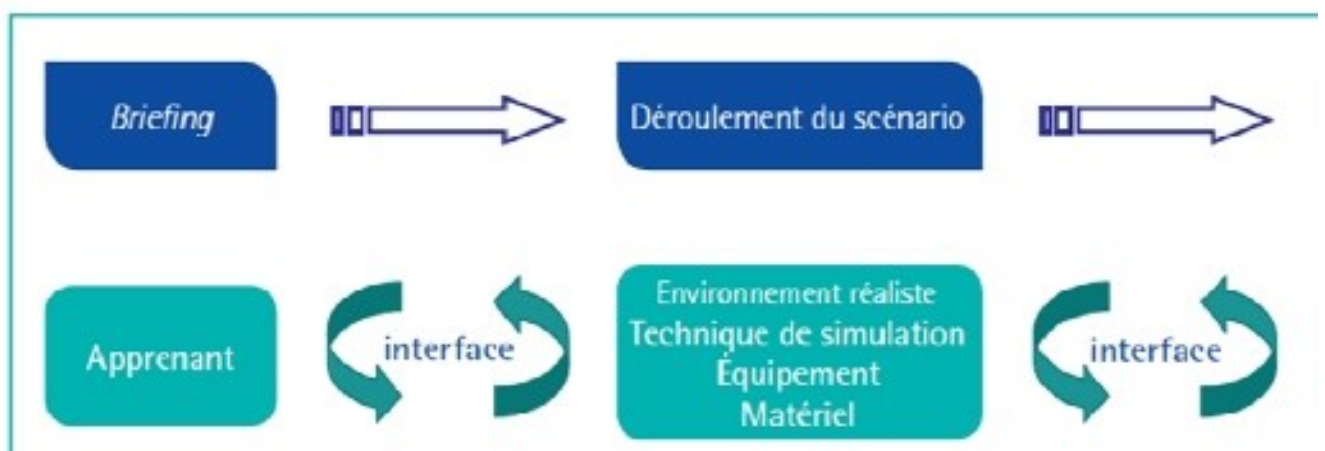 Briefing
Déroulement du scénario
Apprenant
interface
Environnement réaliste
Technique de simulation
Équipement
Matériel
interface